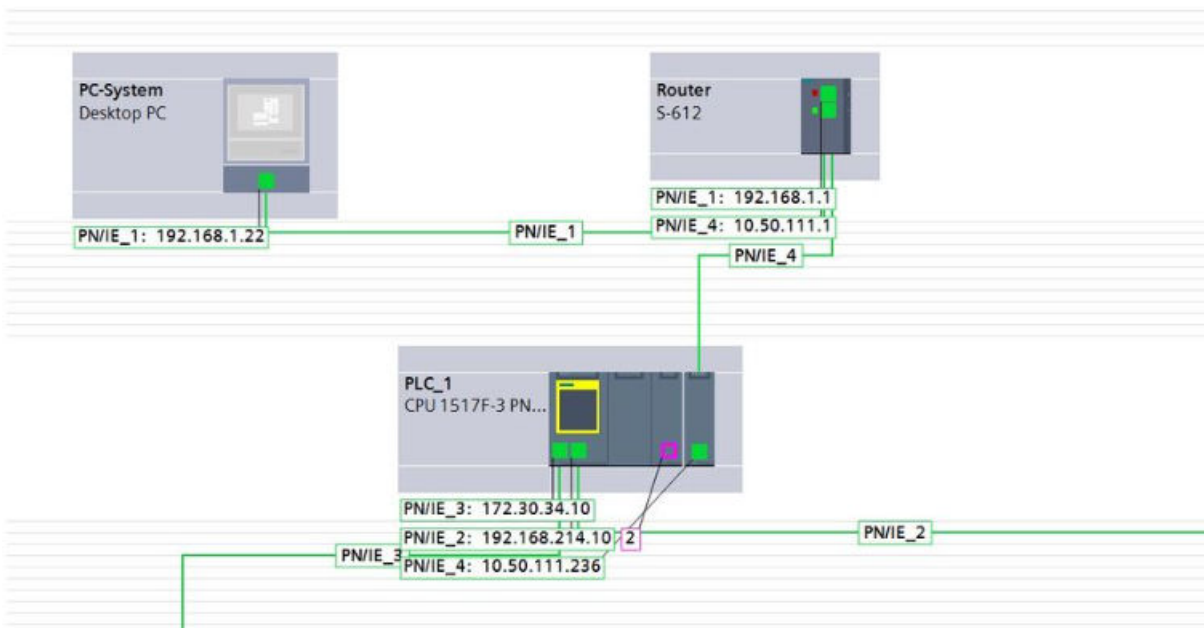 PC-System
Desktop PC
Router
S-612
PN/IE_1: 192.168.1.1
PN/IE_1: 192.168.1.22
PN/IE_1
PN/IE_4: 10.50.111.1
PN/IE_4
PLC_1
CPU 1517F-3 PN...
PN/IE_3: 172.30.34.10
PN/IE_2: 192.168.214.10
2
PN/IE_2
PN/IE_3
PN/IE_4: 10.50.111.236